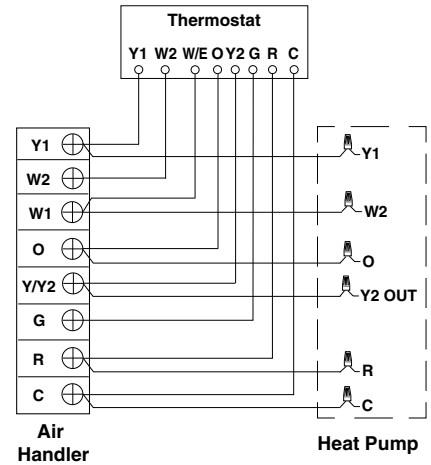 Thermostat
Y1 W2 W/E O Y2 G R C
Y1
W2
W1
O
Y/Y2
G
R
C
Y1
W2
O
Y2 OUT
R
C
Air
Handler
Heat Pump